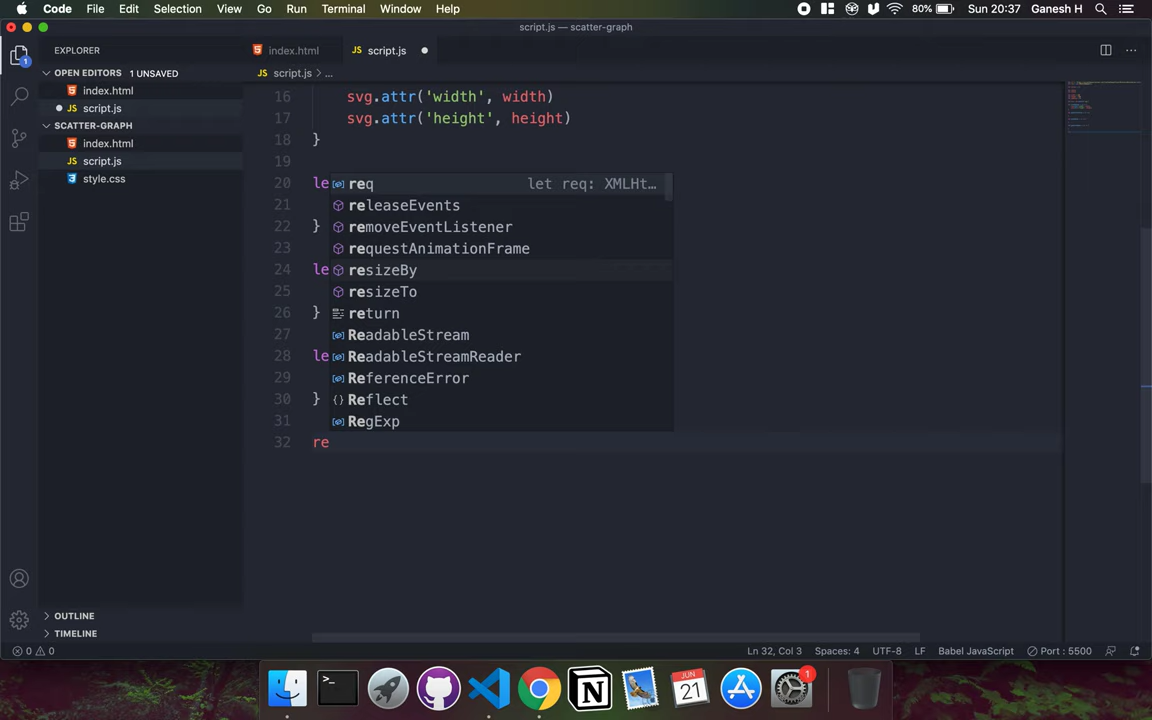 Code File Edit Selection View Go Run Terminal Window Help 80% Sun 20:37 Ganesh H
script.js — scatter-graph
EXPLORER
index.html JS script.js ●
OPEN EDITORS 1 UNSAVED
index.html
● JS script.js
SCATTER-GRAPH
index.html
JS script.js
style.css
JS script.js > ...
16 svg.attr('width', width)
17 svg.attr('height', height)
18 }
19
20 le req let req: XMLHt…
21 releaseEvents
22 } removeEventListener
23 requestAnimationFrame
24 le resizeBy
25 resizeTo
26 } return
27 ReadableStream
28 le ReadableStreamReader
29 ReferenceError
30 } {} Reflect
31 RegExp
32 re
OUTLINE
TIMELINE
0 0 Ln 32, Col 3 Spaces: 4 UTF-8 LF Babel JavaScript Port : 5500
>_
N
JUN
21
1